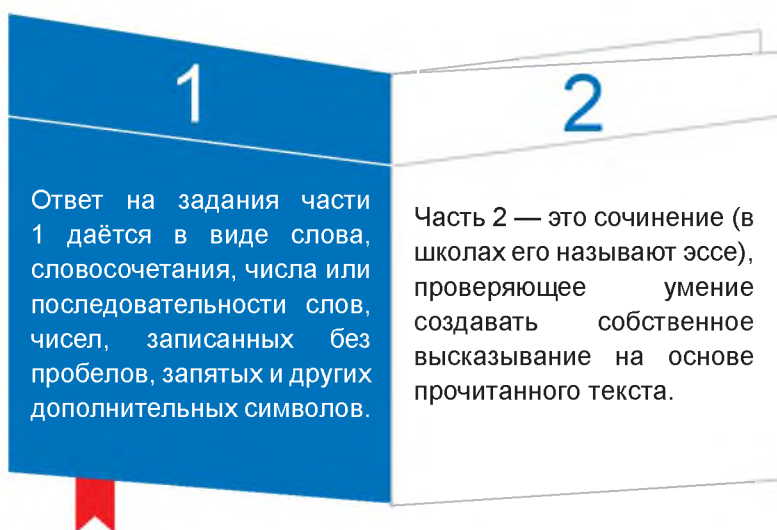 1
Ответ на задания части
1 даётся в виде слова,
словосочетания, числа или
последовательности слов,
чисел, записанных без
пробелов, запятых и других
дополнительных символов.
2
Часть 2 — это сочинение (в
школах его называют эссе),
проверяющее умение
создавать собственное
высказывание на основе
прочитанного текста.